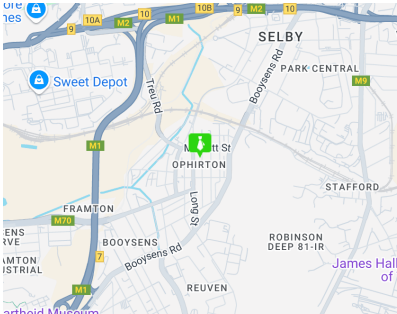 10
M1
10B
9
10
10A
M2
9
M2
SELBY
PARK CENTRAL
Sweet Depot
Treu Rd
Booysens Rd
M9
M1
OPHIRTON
STAFFORD
FRAMTON
Long St
M70
BOOYSENS
ROBINSON
DEEP 81-IR
Booysens Rd
7
James Hall
of
REUVEN
M1